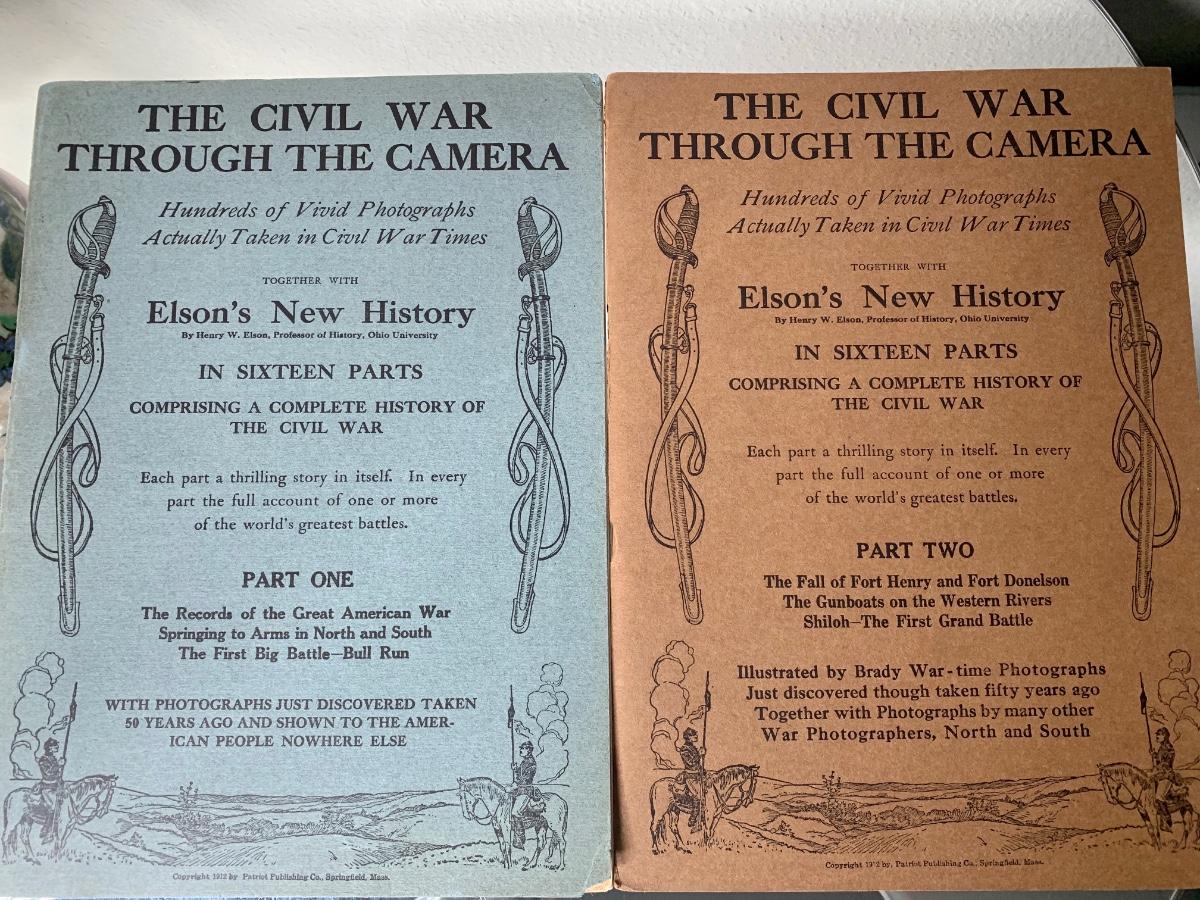 THE CIVIL WAR
THROUGH THE CAMERA
Hundreds of Vivid Photographs
Actually Taken in Civil War Times
TOGETHER WITH
Elson's New History
By Henry W. Elson, Professor of History, Ohio University
IN SIXTEEN PARTS
COMPRISING A COMPLETE HISTORY OF
THE CIVIL WAR
Each part a thrilling story in itself. In every
part the full account of one or more
of the world's greatest battles.
PART ONE
The Records of the Great American War
Springing to Arms in North and South
The First Big Battle—Bull Run
WITH PHOTOGRAPHS JUST DISCOVERED TAKEN
50 YEARS AGO AND SHOWN TO THE AMER-
ICAN PEOPLE NOWHERE ELSE
Copyright 1912 by Patriot Publishing Co., Springfield, Mass.
THE CIVIL WAR
THROUGH THE CAMERA
Hundreds of Vivid Photographs
Actually Taken in Civil War Times
TOGETHER WITH
Elson's New History
By Henry W. Elson, Professor of History, Ohio University
IN SIXTEEN PARTS
COMPRISING A COMPLETE HISTORY OF
THE CIVIL WAR
Each part a thrilling story in itself. In every
part the full account of one or more
of the world's greatest battles.
PART TWO
The Fall of Fort Henry and Fort Donelson
The Gunboats on the Western Rivers
Shiloh—The First Grand Battle
Illustrated by Brady War-time Photographs
Just discovered though taken fifty years ago
Together with Photographs by many other
War Photographers, North and South
Copyright 1912 by, Patriot Publishing Co., Springfield, Mass.